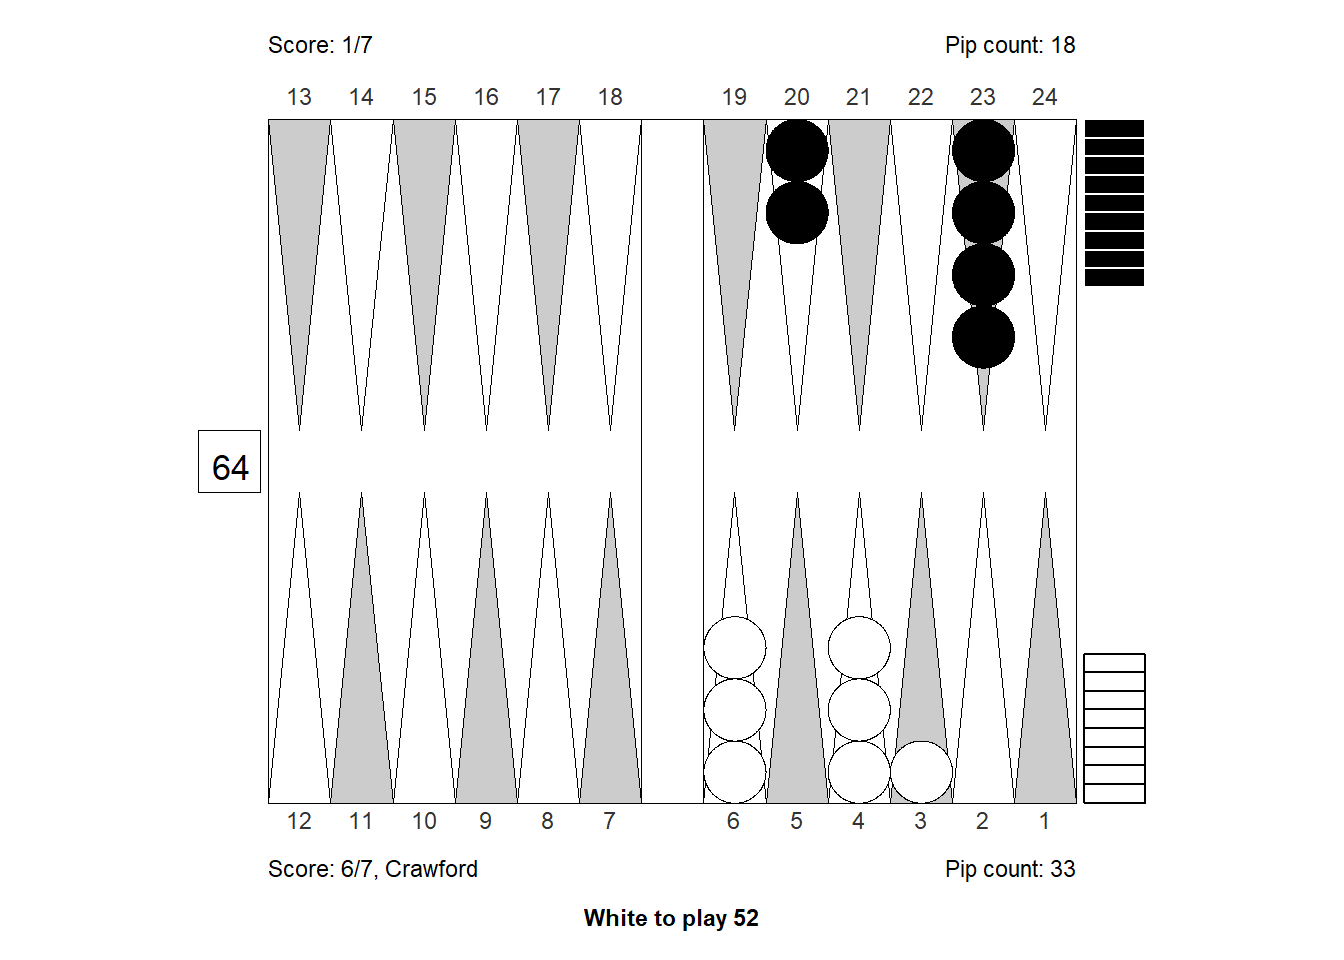 Score: 1/7 Pip count: 18
13 14 15 16 17 18 19 20 21 22 23 24
64
12 11 10 9 8 7 6 5 4 3 2 1
Score: 6/7, Crawford Pip count: 33
White to play 52